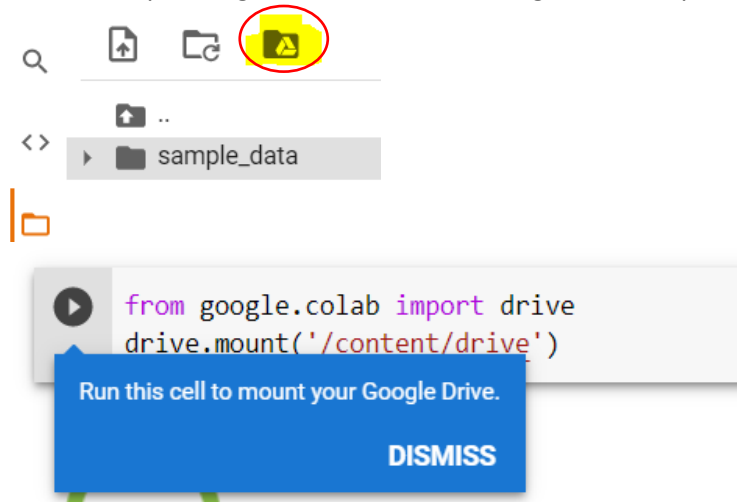 ..
<>
sample_data
from google.colab import drive
drive.mount('/content/drive')
Run this cell to mount your Google Drive.
DISMISS